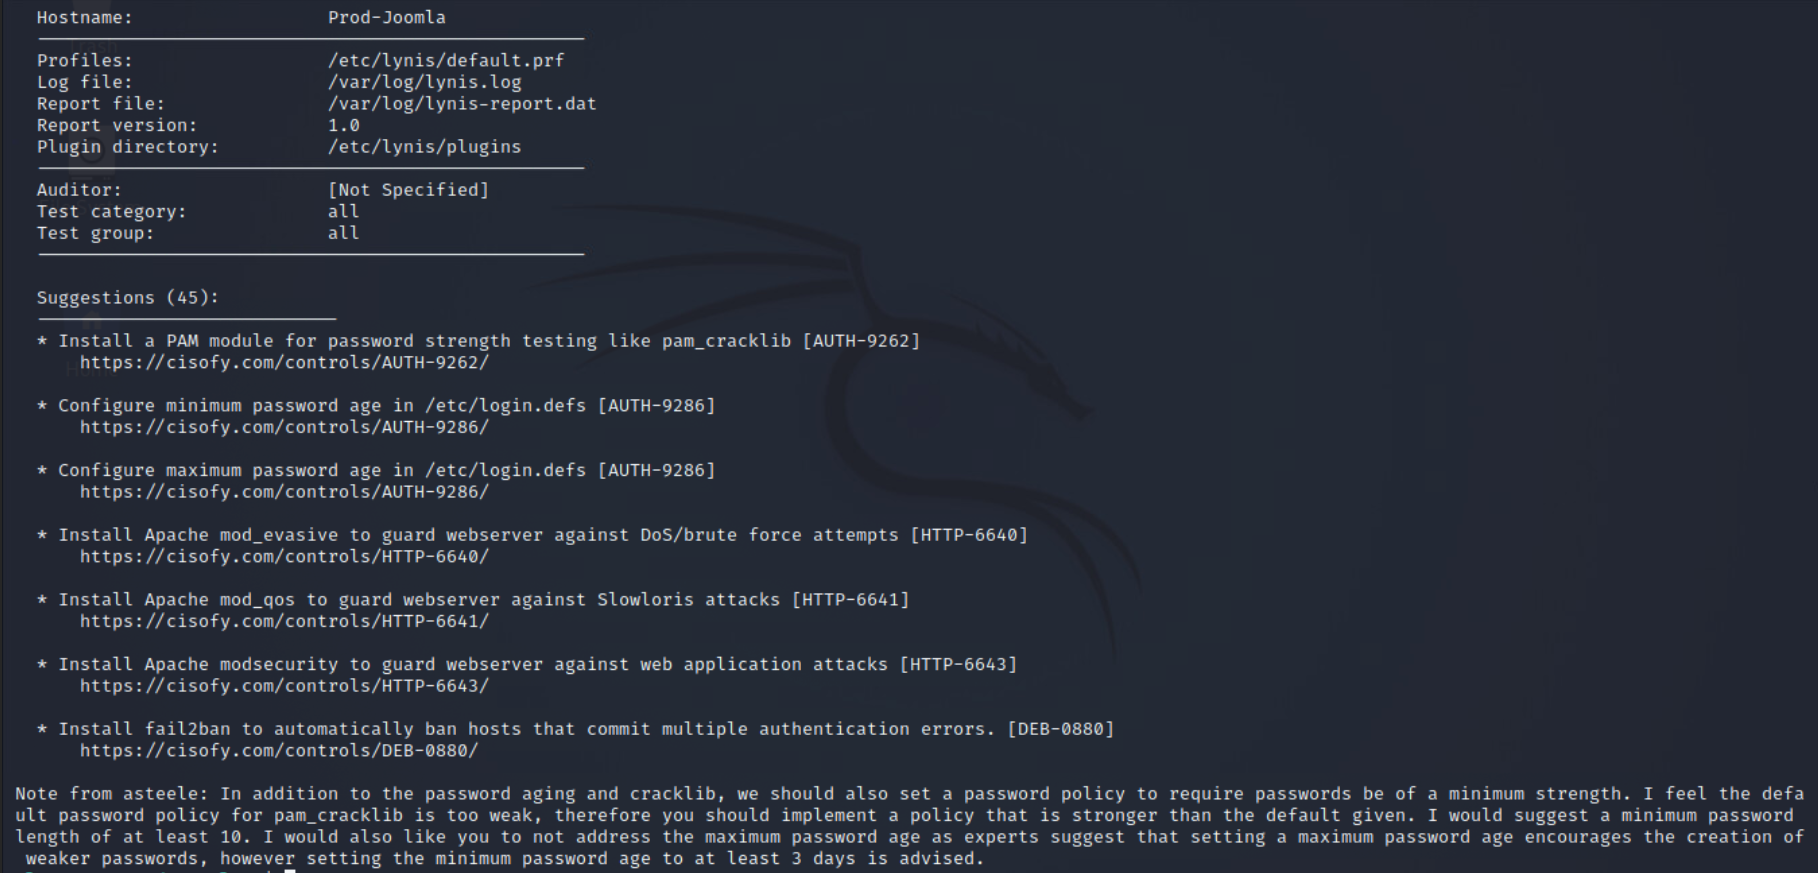 Hostname: Prod-Joomla
Profiles: /etc/lynis/default.prf
Log file: /var/log/lynis.log
Report file: /var/log/lynis-report.dat
Report version: 1.0
Plugin directory: /etc/lynis/plugins
Auditor: [Not Specified]
Test category: all
Test group: all
Suggestions (45):
* Install a PAM module for password strength testing like pam_cracklib [AUTH-9262]
https://cisofy.com/controls/AUTH-9262/
* Configure minimum password age in /etc/login.defs [AUTH-9286]
https://cisofy.com/controls/AUTH-9286/
* Configure maximum password age in /etc/login.defs [AUTH-9286]
https://cisofy.com/controls/AUTH-9286/
* Install Apache mod_evasive to guard webserver against DoS/brute force attempts [HTTP-6640]
https://cisofy.com/controls/HTTP-6640/
* Install Apache mod_qos to guard webserver against Slowloris attacks [HTTP-6641]
https://cisofy.com/controls/HTTP-6641/
* Install Apache modsecurity to guard webserver against web application attacks [HTTP-6643]
https://cisofy.com/controls/HTTP-6643/
* Install fail2ban to automatically ban hosts that commit multiple authentication errors. [DEB-0880]
https://cisofy.com/controls/DEB-0880/
Note from asteele: In addition to the password aging and cracklib, we should also set a password policy to require passwords be of a minimum strength. I feel the defa
ult password policy for pam_cracklib is too weak, therefore you should implement a policy that is stronger than the default given. I would suggest a minimum password
length of at least 10. I would also like you to not address the maximum password age as experts suggest that setting a maximum password age encourages the creation of
weaker passwords, however setting the minimum password age to at least 3 days is advised.